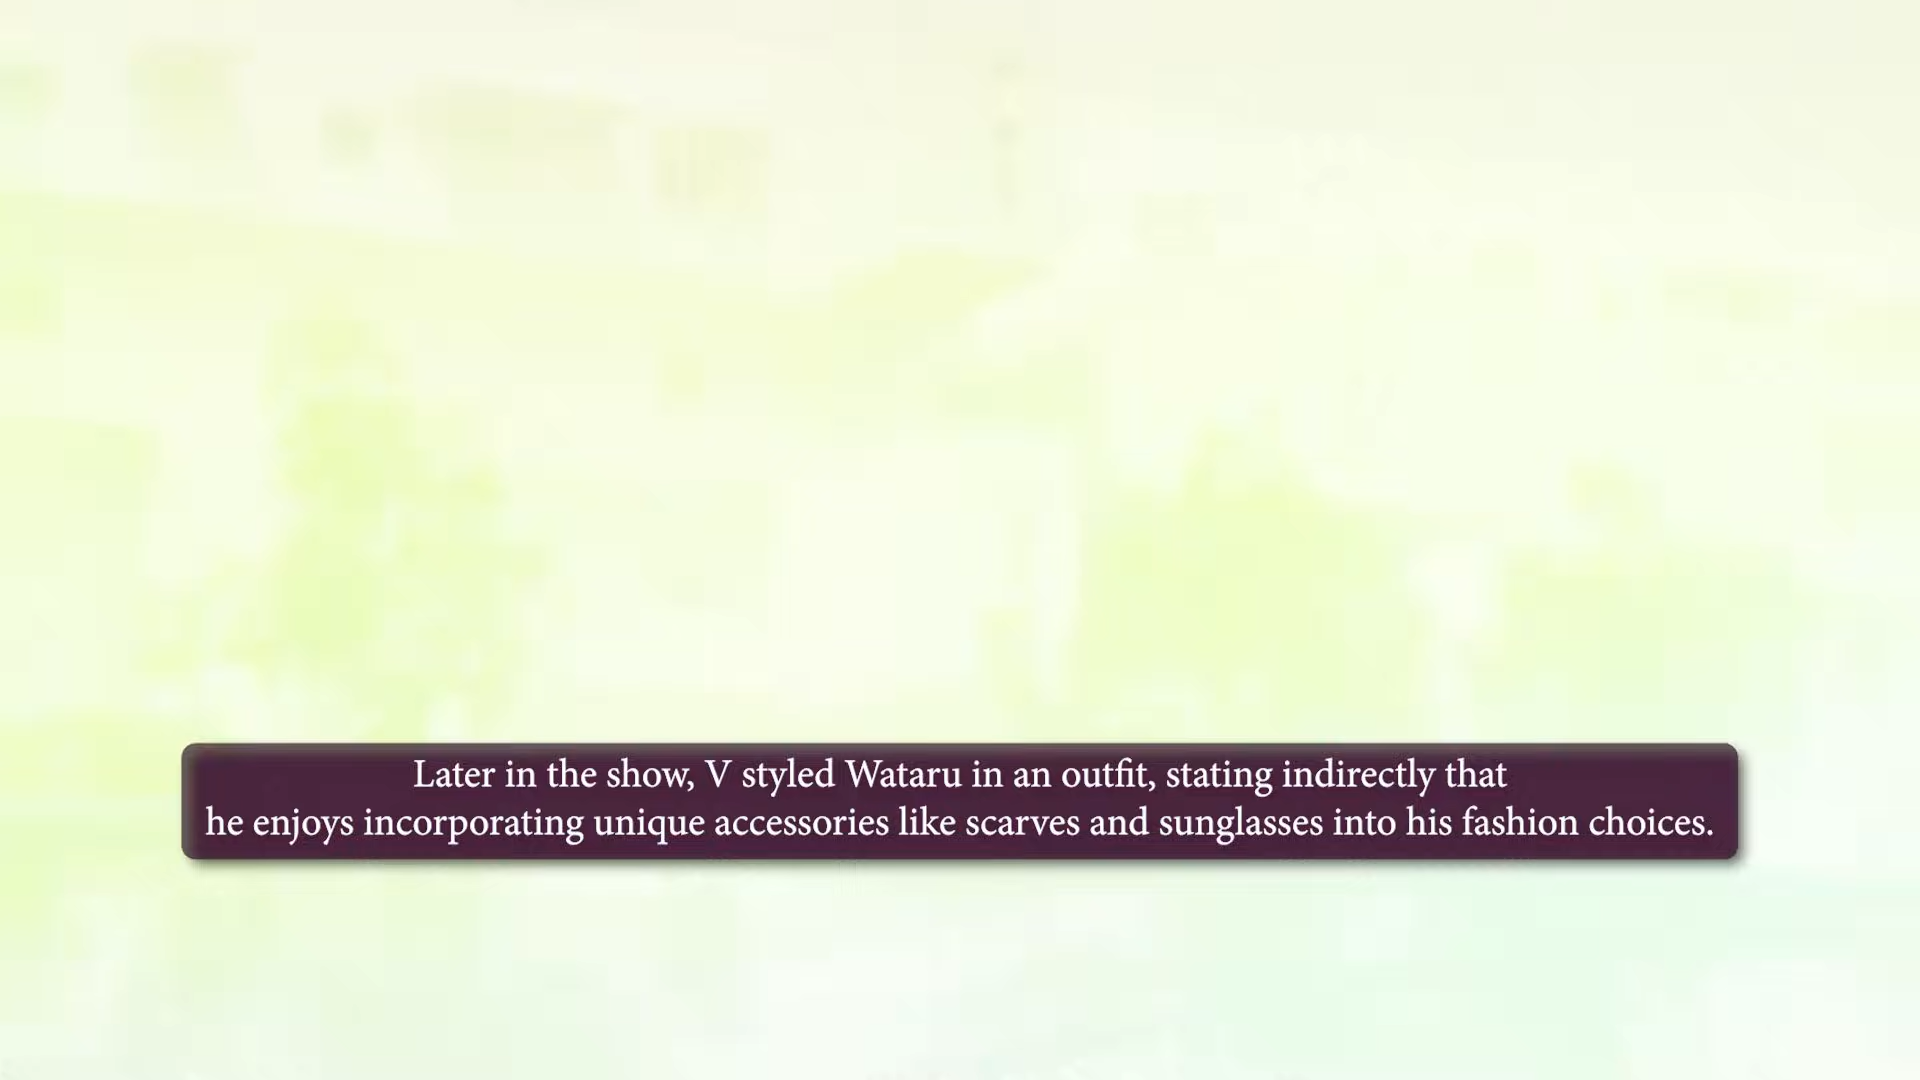 Later in the show, V styled Wataru in an outfit, stating indirectly that
he enjoys incorporating unique accessories like scarves and sunglasses into his fashion choices.